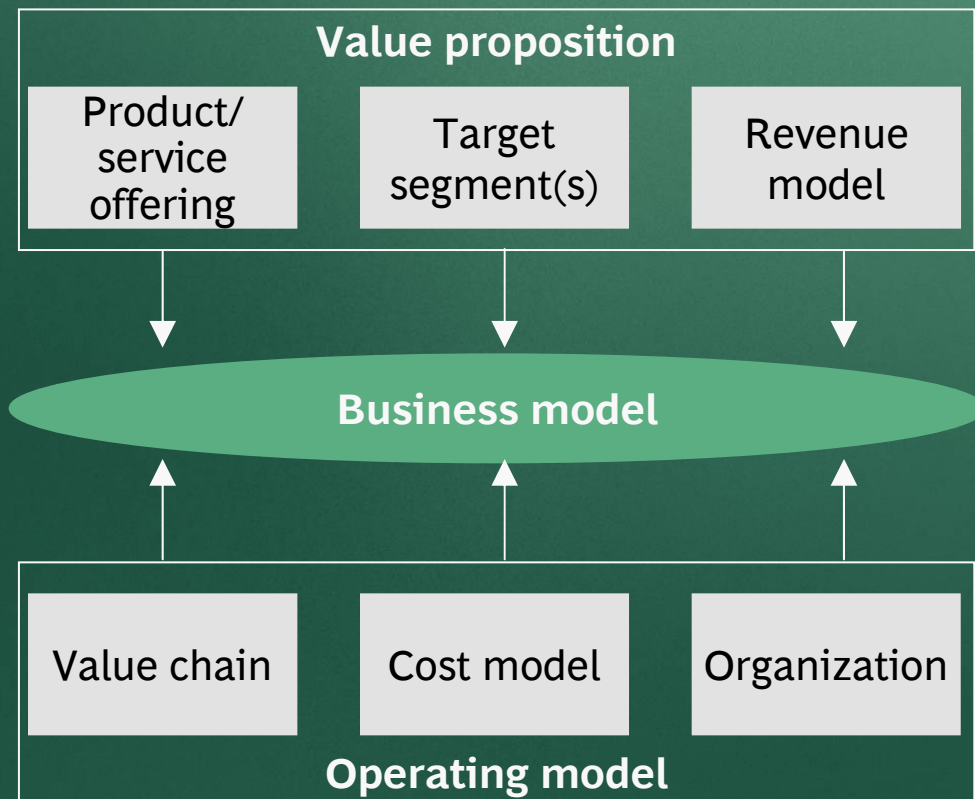 Value proposition
Product/
service
offering
Target
segment(s)
Revenue
model
Business model
Value chain
Cost model
Organization
Operating model